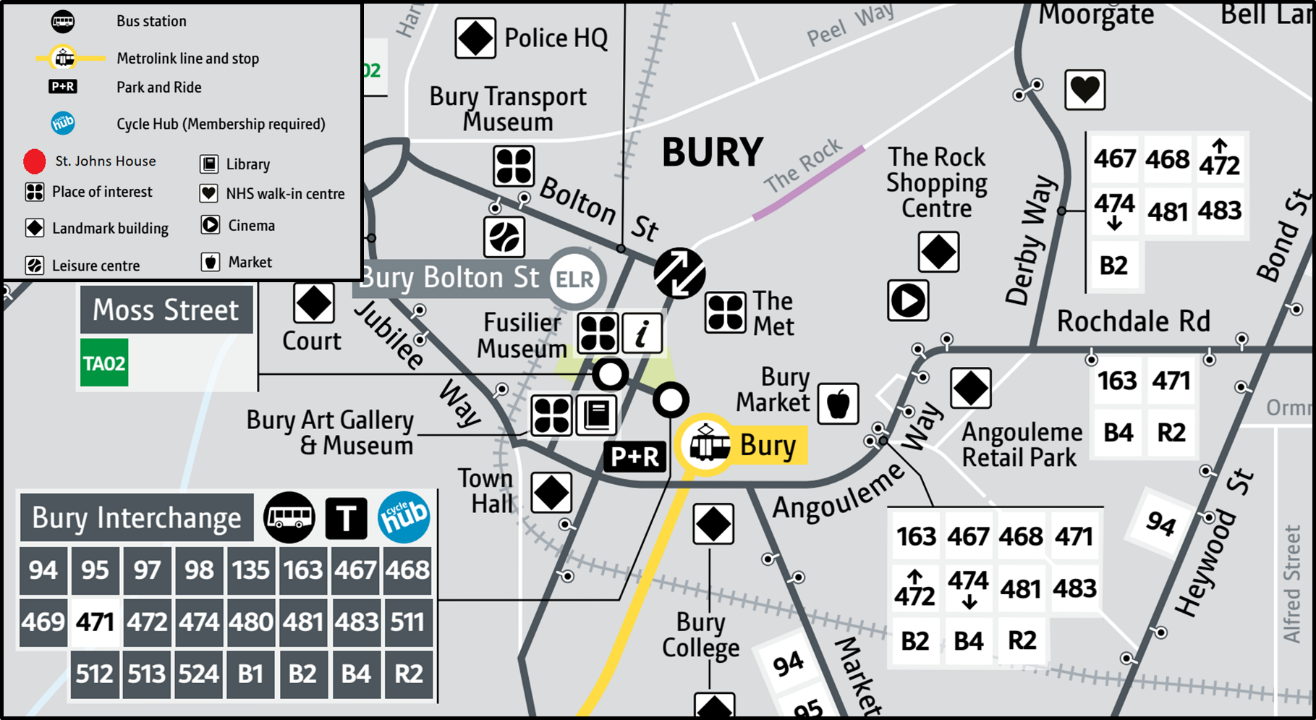 Bus station
Metrolink line and stop
P+R
Park and Ride
cycle hub
Cycle Hub (Membership required)
St. Johns House
Library
Place of interest
NHS walk-in centre
Landmark building
Cinema
Leisure centre
Market
02
Police HQ
Peel Way
Moorgate
Bury Transport
Museum
BURY
The Rock
The Rock
Shopping
Centre
467 468 472
474 481 483
B2
Derby Way
Bond St
Bolton St
Bury Bolton St ELR
Moss Street
TA02
Court
Jubilee Way
Fusilier
Museum
i
The
Met
Rochdale Rd
163 471
B4 R2
Bury
Market
Bury Art Gallery
& Museum
P+R
Bury
Angouleme Way
Angouleme
Retail Park
Town
Hall
Bury Interchange T cycle hub
94 95 97 98 135 163 467 468
469 471 472 474 480 481 483 511
512 513 524 B1 B2 B4 R2
163 467 468 471
472 474 481 483
B2 B4 R2
94
Heywood St
Alfred Street
Bury
College
94
95
Market